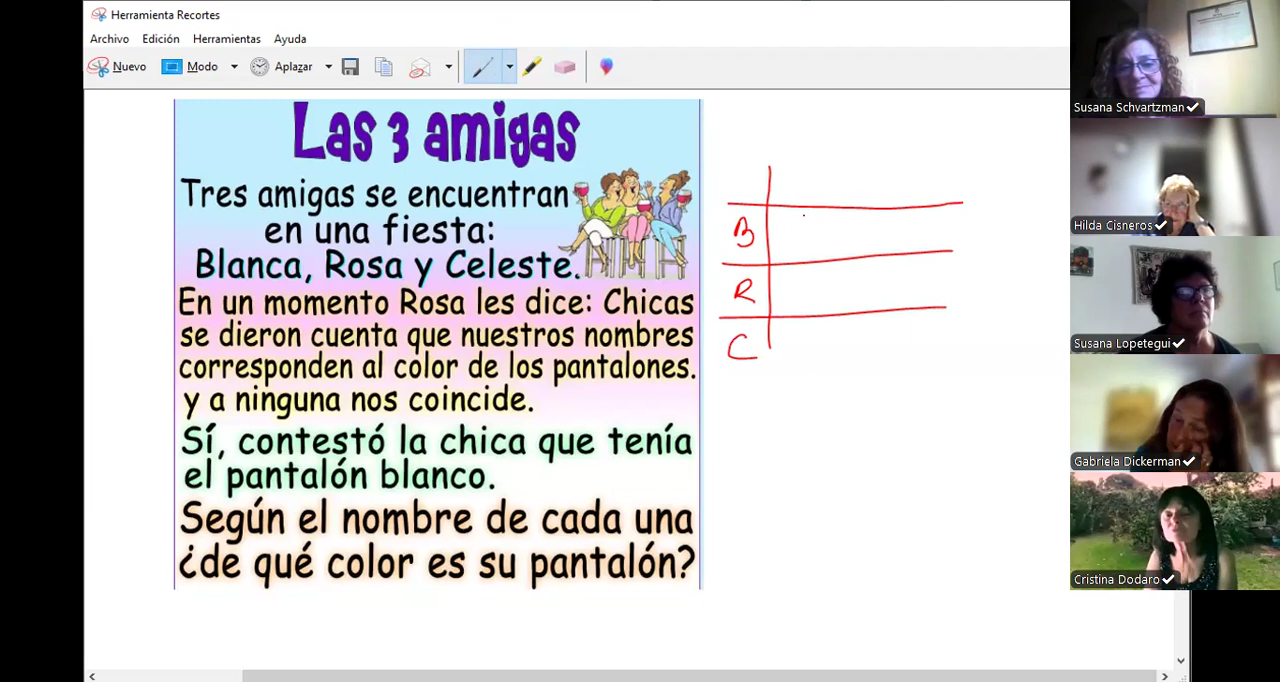 Herramienta Recortes
Archivo Edición Herramientas Ayuda
Nuevo Modo Aplazar
Las 3 amigas
Tres amigas se encuentran
en una fiesta:
Blanca, Rosa y Celeste.
En un momento Rosa les dice: Chicas
se dieron cuenta que nuestros nombres
corresponden al color de los pantalones.
y a ninguna nos coincide.
Sí, contestó la chica que tenía
el pantalón blanco.
Según el nombre de cada una
¿de qué color es su pantalón?
B
R
C
Susana Schvartzman
Hilda Cisneros
Susana Lopetegui
Gabriela Dickerman
Cristina Dodaro